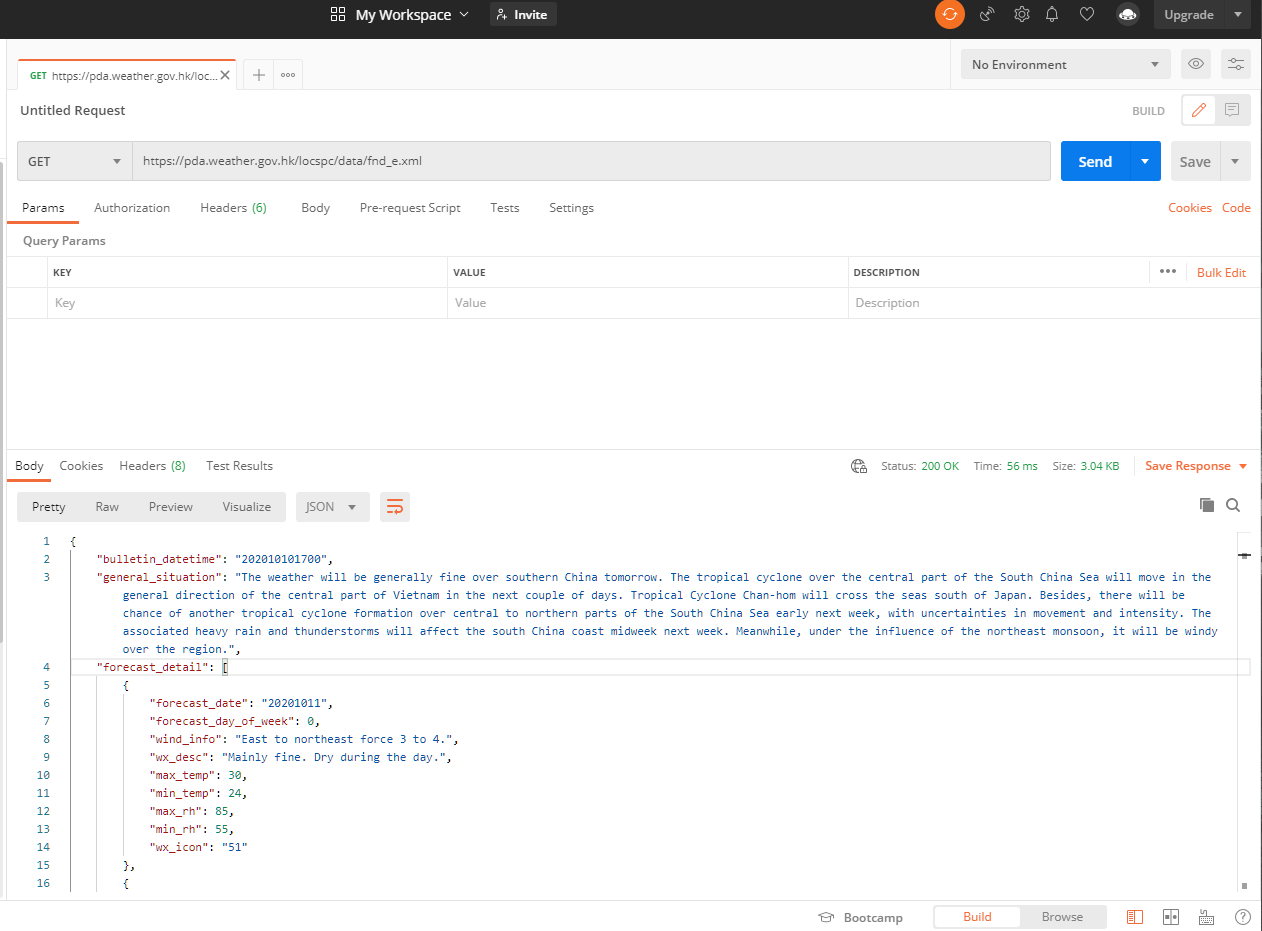 My Workspace Invite Upgrade
GET https://pda.weather.gov.hk/loc... No Environment
Untitled Request BUILD
GET https://pda.weather.gov.hk/locspc/data/fnd_e.xml Send Save
Params Authorization Headers (6) Body Pre-request Script Tests Settings Cookies Code
Query Params
KEY VALUE DESCRIPTION ••• Bulk Edit
Key Value Description
Body Cookies Headers (8) Test Results Status: 200 OK Time: 56 ms Size: 3.04 KB Save Response
Pretty Raw Preview Visualize JSON
1 {
2 "bulletin_datetime": "202010101700",
3 "general_situation": "The weather will be generally fine over southern China tomorrow. The tropical cyclone over the central part of the South China Sea will move in the
general direction of the central part of Vietnam in the next couple of days. Tropical Cyclone Chan-hom will cross the seas south of Japan. Besides, there will be
chance of another tropical cyclone formation over central to northern parts of the South China Sea early next week, with uncertainties in movement and intensity. The
associated heavy rain and thunderstorms will affect the south China coast midweek next week. Meanwhile, under the influence of the northeast monsoon, it will be windy
over the region.",
4 "forecast_detail": [
5 {
6 "forecast_date": "20201011",
7 "forecast_day_of_week": 0,
8 "wind_info": "East to northeast force 3 to 4.",
9 "wx_desc": "Mainly fine. Dry during the day.",
10 "max_temp": 30,
11 "min_temp": 24,
12 "max_rh": 85,
13 "min_rh": 55,
14 "wx_icon": "51"
15 },
16 {
Bootcamp Build Browse